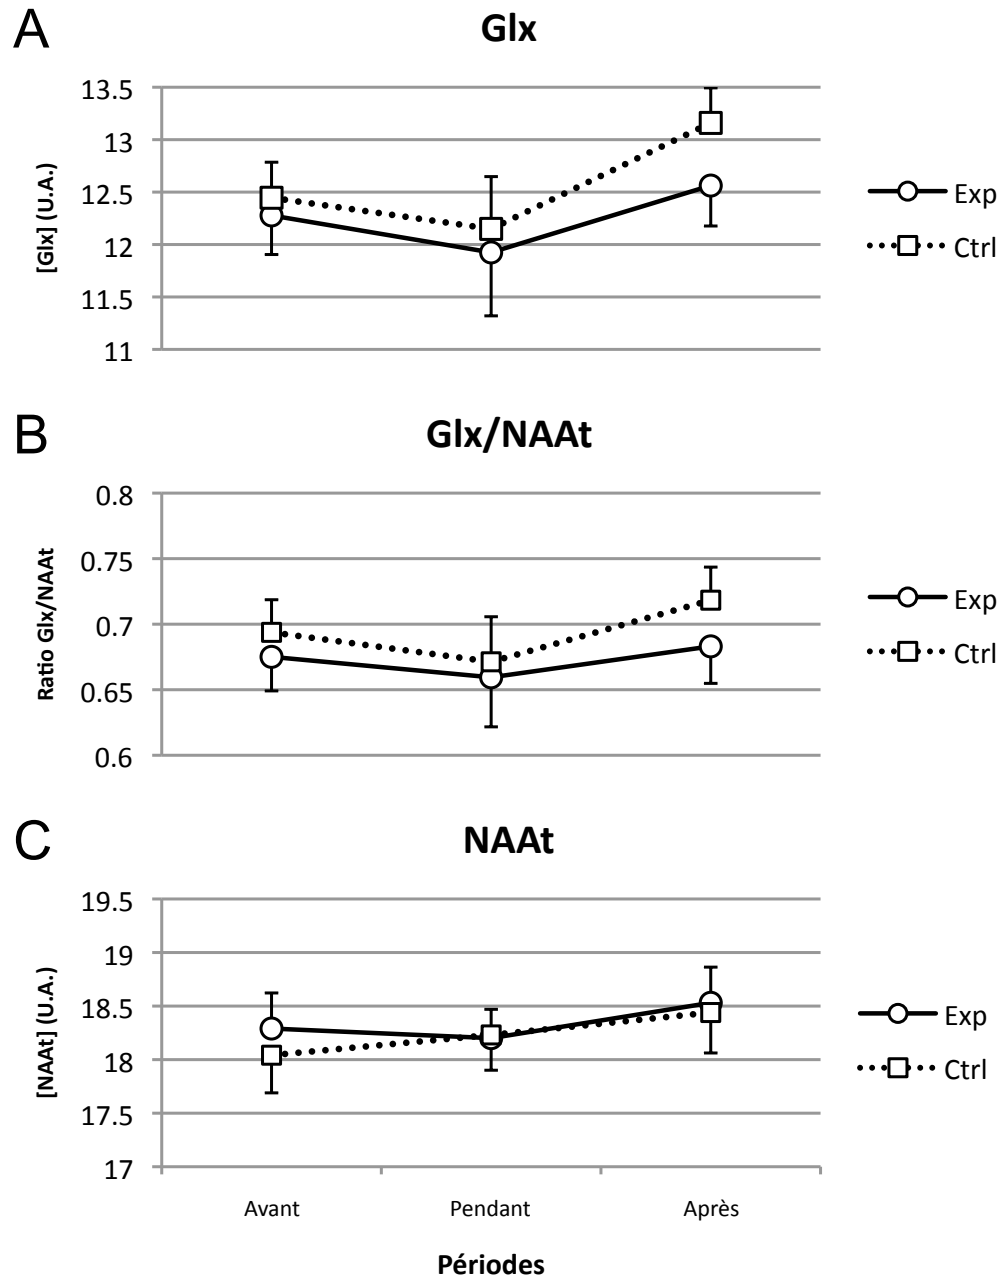 A
Glx
[Glx] (U.A.)
13.5
13
12.5
12
11.5
11
Exp
Ctrl
B
Glx/NAAt
Ratio Glx/NAAt
0.8
0.75
0.7
0.65
0.6
Exp
Ctrl
C
NAAt
[NAAt] (U.A.)
19.5
19
18.5
18
17.5
17
Exp
Ctrl
Avant Pendant Après
Périodes